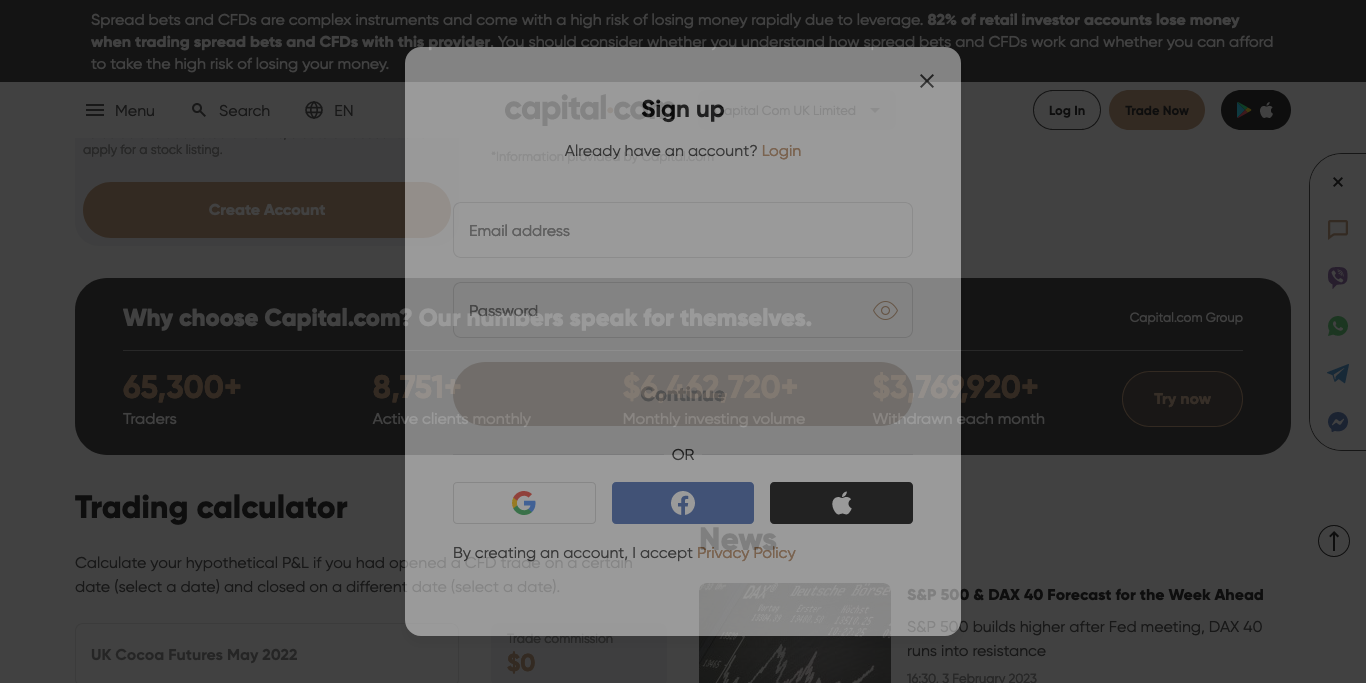 Spread bets and CFDs are complex instruments and come with a high risk of losing money rapidly due to leverage. 82% of retail investor accounts lose money
when trading spread bets and CFDs with this provider. You should consider whether you understand how spread bets and CFDs work and whether you can afford
to take the high risk of losing your money.
Menu
Search
EN
capital.com
Capital Com UK Limited
Log In
Trade Now
Sign up
apply for a stock listing.
*Information provided by Capital.com
Already have an account? Login
Create Account
Email address
Password
Why choose Capital.com? Our numbers speak for themselves.
Capital.com Group
65,300+
Traders
8,751+
Active clients monthly
Monthly investing volume
$3,769,920+
Withdrawn each month
Try now
Continue
OR
Trading calculator
Calculate your hypothetical P&L if you had opened a CFD trade on a certain
date (select a date) and closed on a different date (select a date).
By creating an account, I accept Privacy Policy
News
UK Cocoa Futures May 2022
Trade commission
$0
DAX Deutsche Börse
S&P 500 & DAX 40 Forecast for the Week Ahead
S&P 500 builds higher after Fed meeting, DAX 40
runs into resistance
16:30, 3 February 2023